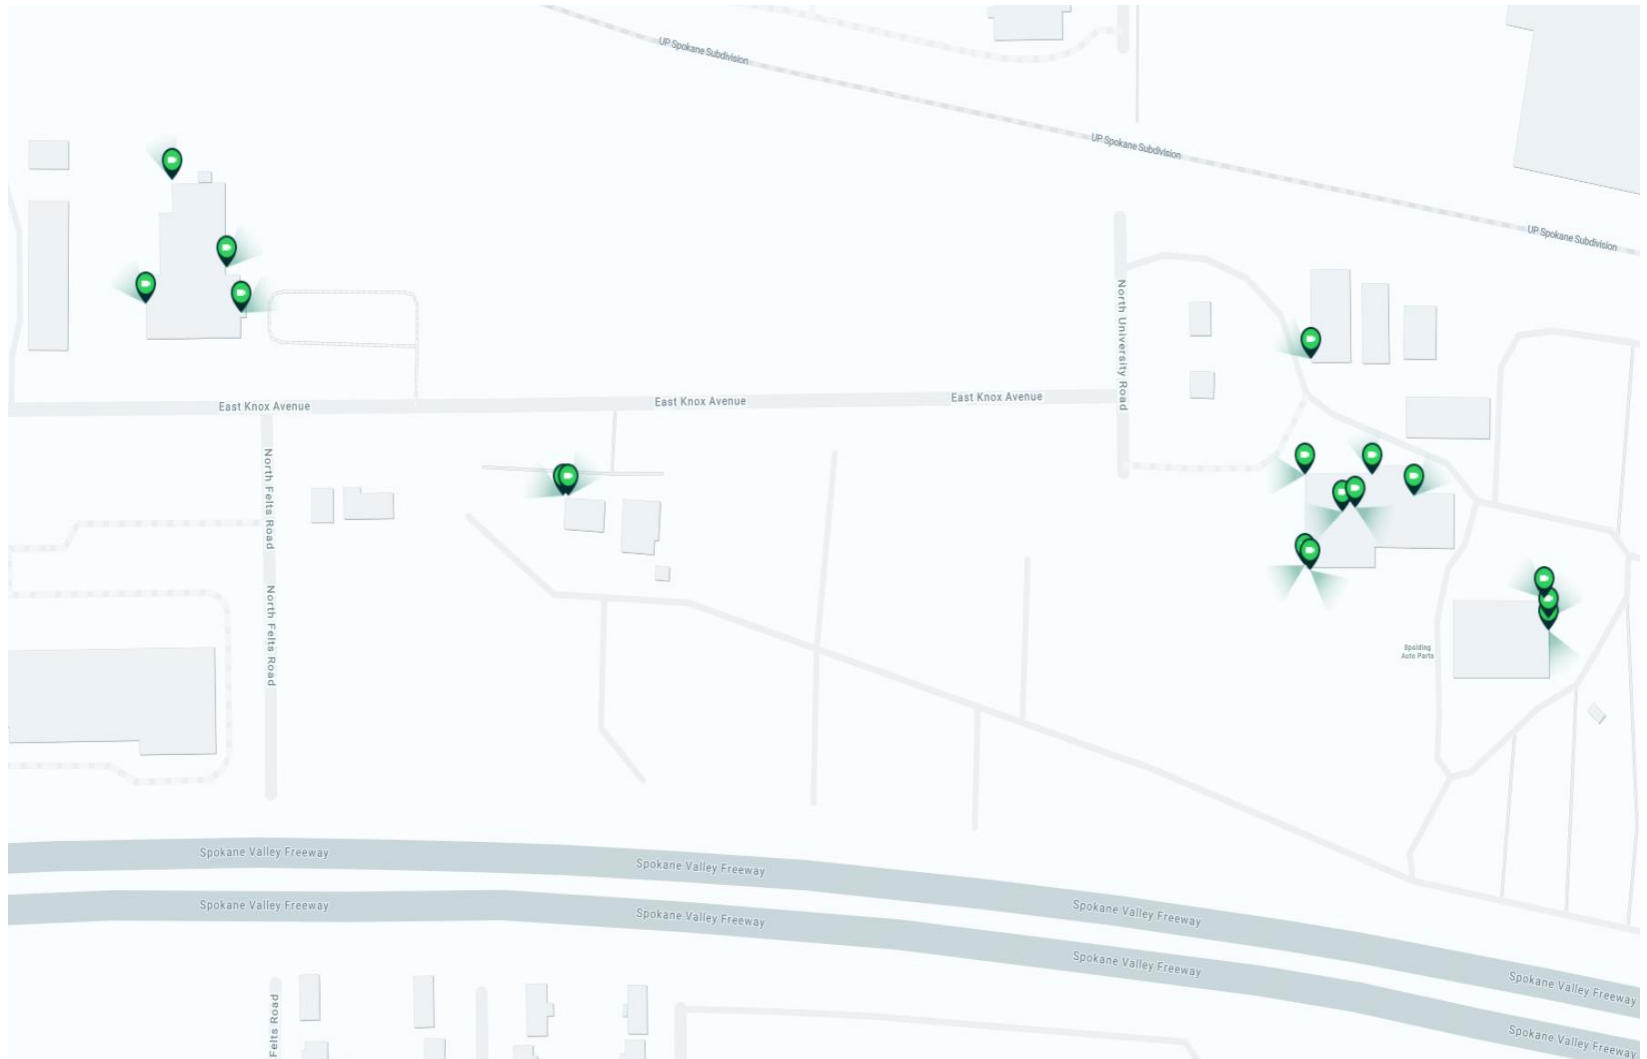 UP Spokane Subdivision
UP Spokane Subdivision
UP Spokane Subdivision
North University Road
East Knox Avenue
East Knox Avenue
East Knox Avenue
North Felts Road
North Felts Road
Spalding
Auto Parts
Spokane Valley Freeway
Spokane Valley Freeway
Spokane Valley Freeway
Spokane Valley Freeway
Spokane Valley Freeway
Spokane Valley Freeway
Spokane Valley Freeway
Spokane Valley Freeway
Felts Road